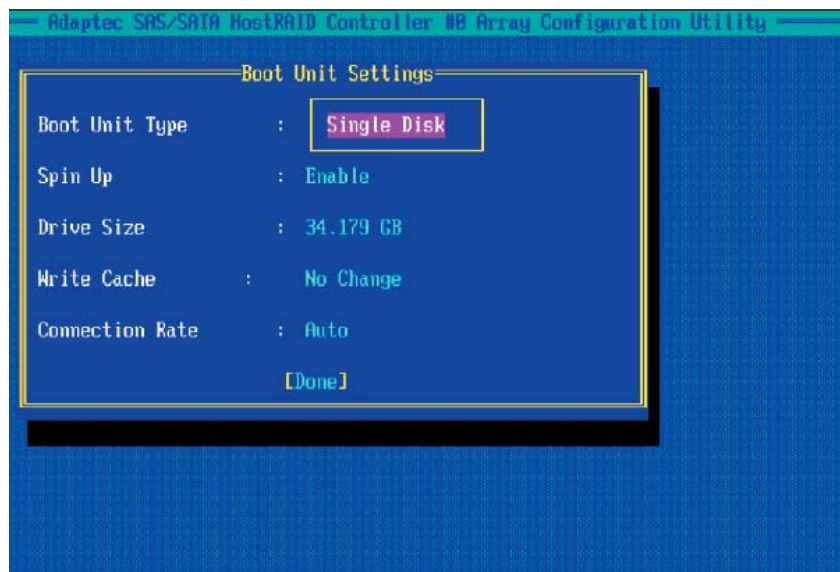 Adaptec SAS/SATA HostRAID Controller #0 Array Configuration Utility
Boot Unit Settings
Boot Unit Type : Single Disk
Spin Up : Enable
Drive Size : 34.179 GB
Write Cache : No Change
Connection Rate : Auto
[Done]